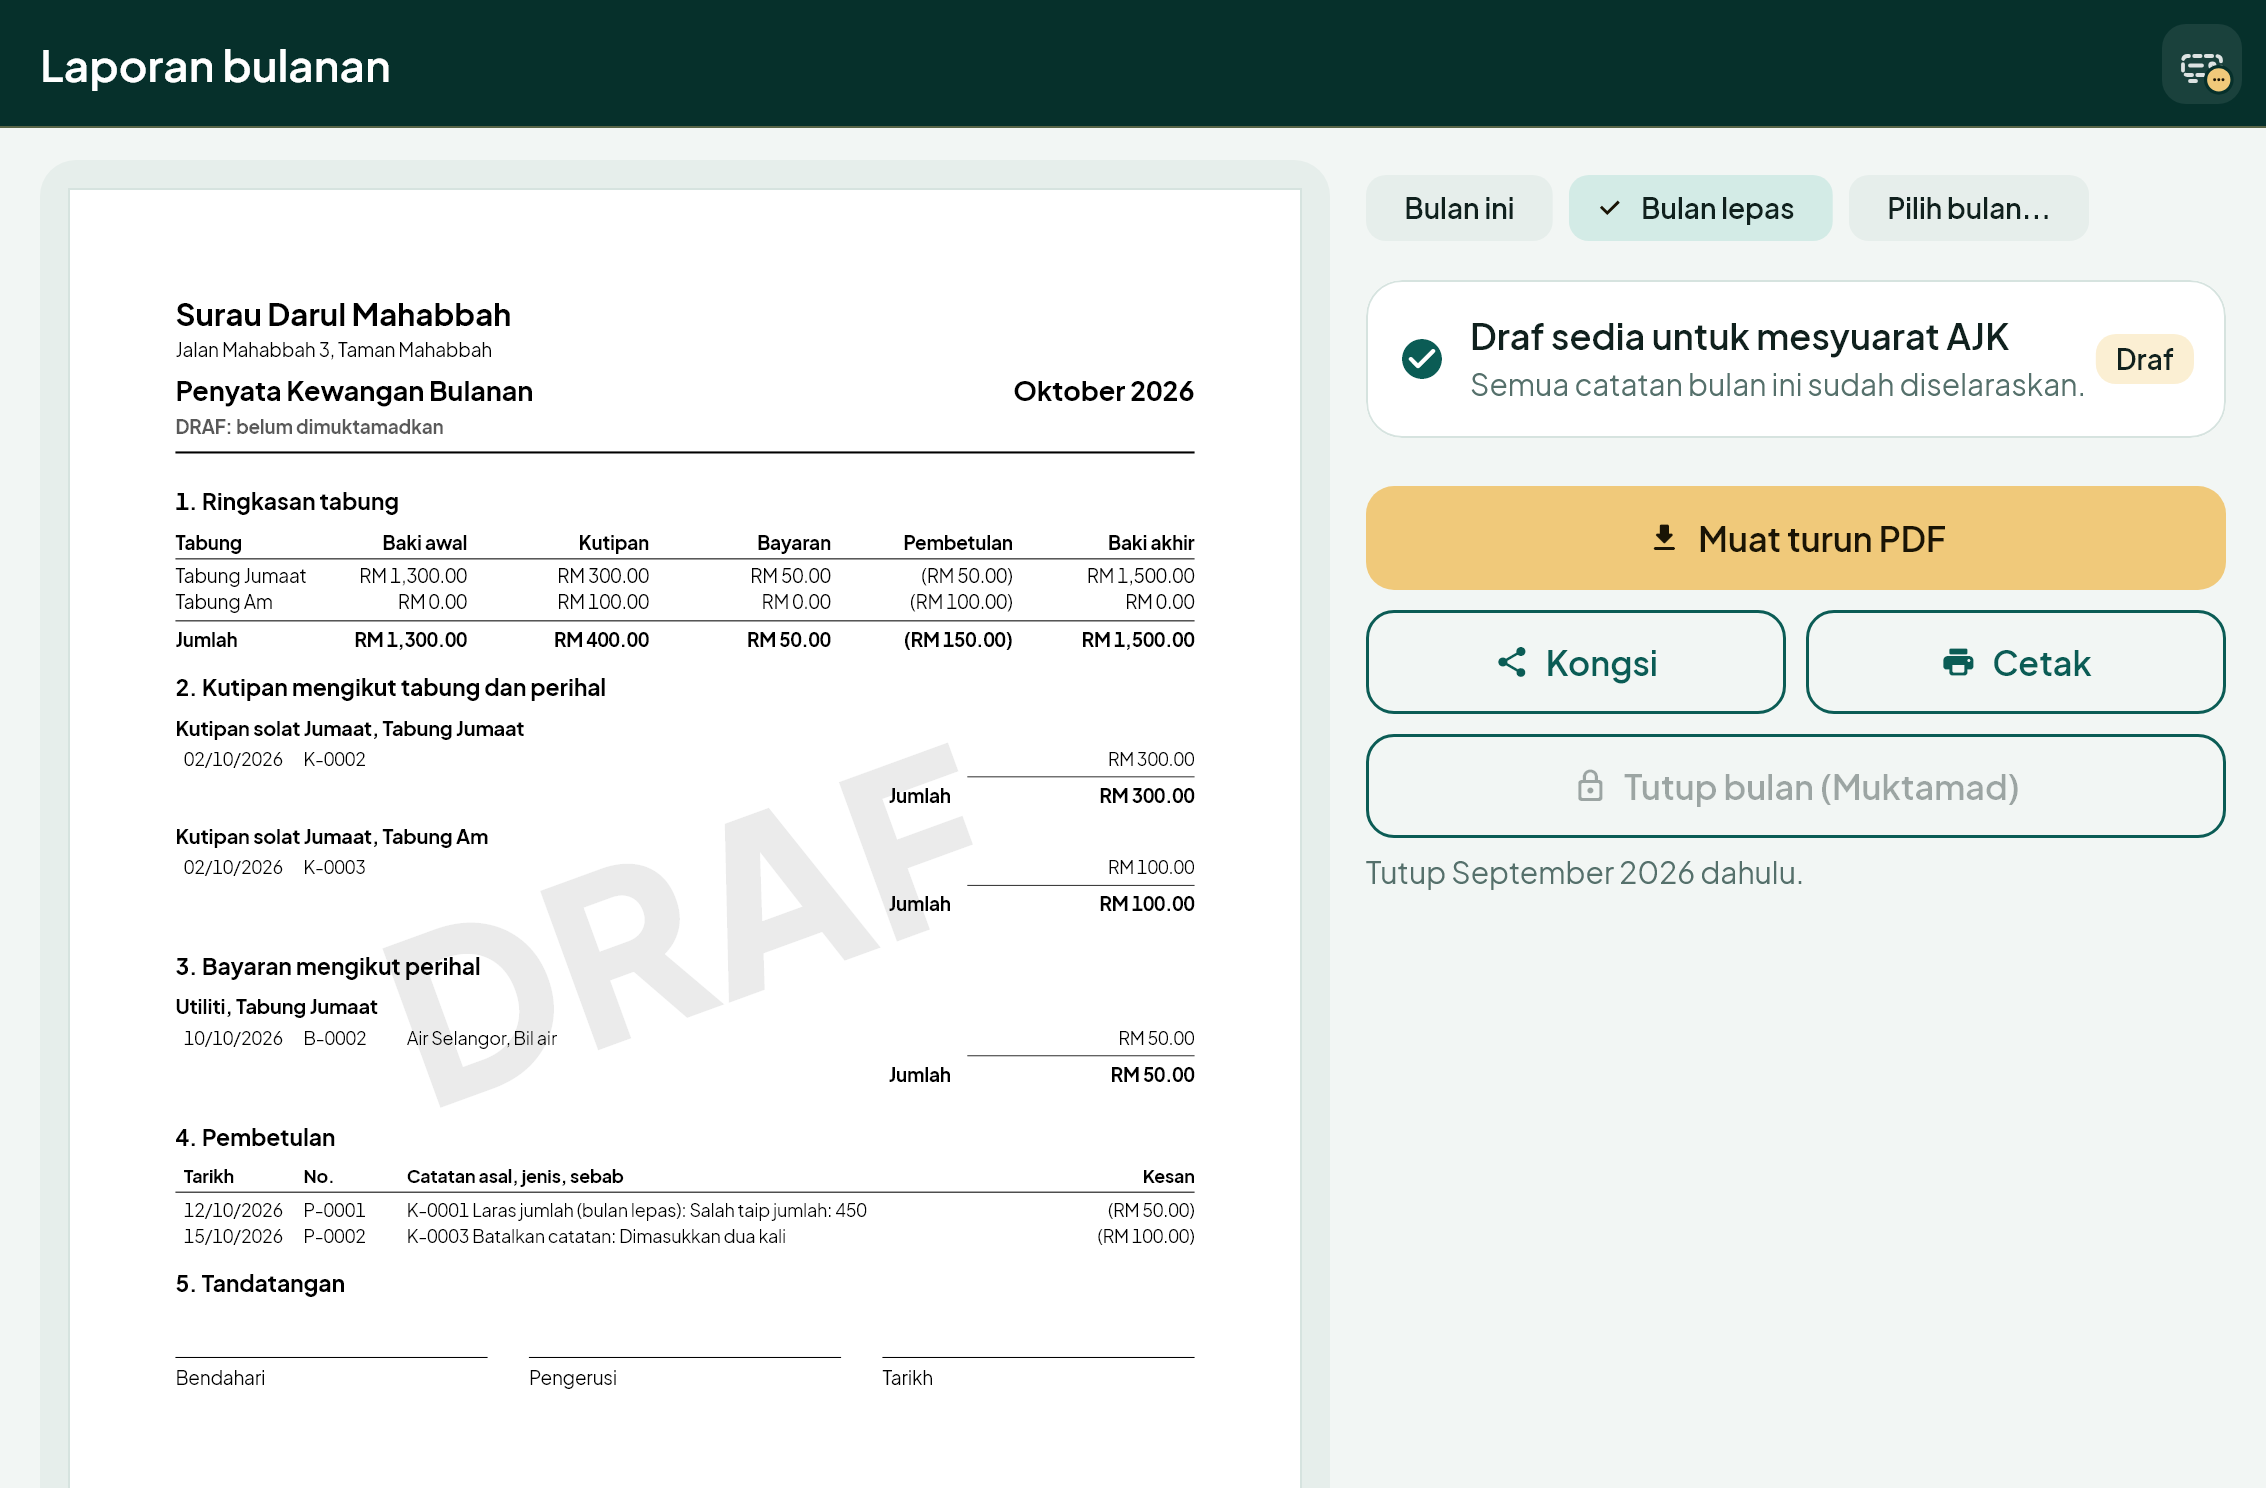 Laporan bulanan
Surau Darul Mahabbah
Jalan Mahabbah 3, Taman Mahabbah
Penyata Kewangan Bulanan Oktober 2026
DRAF: belum dimuktamadkan
1. Ringkasan tabung
Tabung Baki awal Kutipan Bayaran Pembetulan Baki akhir
Tabung Jumaat RM 1,300.00 RM 300.00 RM 50.00 (RM 50.00) RM 1,500.00
Tabung Am RM 0.00 RM 100.00 RM 0.00 (RM 100.00) RM 0.00
Jumlah RM 1,300.00 RM 400.00 RM 50.00 (RM 150.00) RM 1,500.00
2. Kutipan mengikut tabung dan perihal
Kutipan solat Jumaat, Tabung Jumaat
02/10/2026 K-0002 RM 300.00
Jumlah RM 300.00
Kutipan solat Jumaat, Tabung Am
02/10/2026 K-0003 RM 100.00
Jumlah RM 100.00
DRAF
3. Bayaran mengikut perihal
Utiliti, Tabung Jumaat
10/10/2026 B-0002 Air Selangor, Bil air RM 50.00
Jumlah RM 50.00
4. Pembetulan
Tarikh No. Catatan asal, jenis, sebab Kesan
12/10/2026 P-0001 K-0001 Laras jumlah (bulan lepas): Salah taip jumlah: 450 (RM 50.00)
15/10/2026 P-0002 K-0003 Batalkan catatan: Dimasukkan dua kali (RM 100.00)
5. Tandatangan
Bendahari Pengerusi Tarikh
Bulan ini Bulan lepas Pilih bulan...
Draf sedia untuk mesyuarat AJK
Semua catatan bulan ini sudah diselaraskan.
Draf
Muat turun PDF
Kongsi Cetak
Tutup bulan (Muktamad)
Tutup September 2026 dahulu.